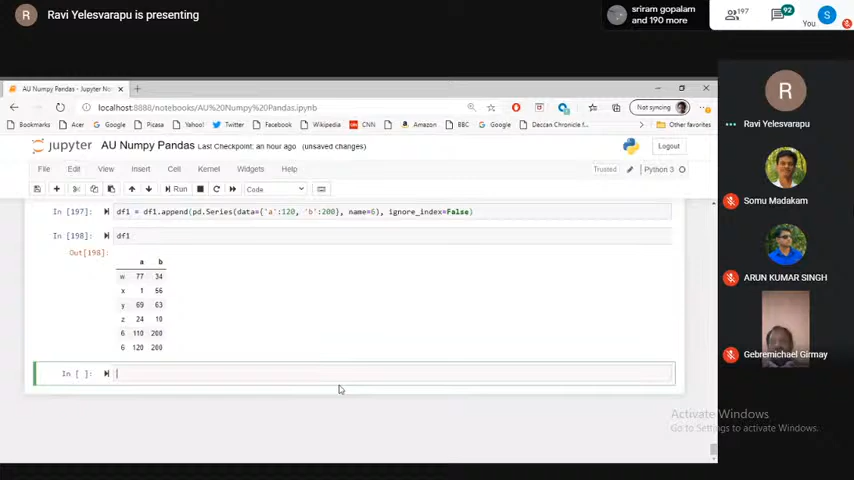 R Ravi Yelesvarapu is presenting
sriram gopalam
and 190 more
197
92
You
S
AU Numpy Pandas - Jupyter No
localhost:8888/notebooks/AU%20Numpy%20Pandas.ipynb
Not syncing
Bookmarks Acer Google Picasa Yahoo! Twitter Facebook Wikipedia CNN Amazon BBC Google Deccan Chronicle f... Other favorites
jupyter AU Numpy Pandas Last Checkpoint: an hour ago (unsaved changes) Logout
File Edit View Insert Cell Kernel Widgets Help Trusted Python 3
Run Code
In [197]: df1 = df1.append(pd.Series(data={'a':120, 'b':200}, name=6), ignore_index=False)
In [198]: df1
Out[198]:
a b
w 77 34
x 1 56
y 69 63
z 24 10
6 110 200
6 120 200
In [ ]:
R
Ravi Yelesvarapu
Somu Madakam
ARUN KUMAR SINGH
Gebremichael Girmay
Activate Windows
Go to Settings to activate Windows.